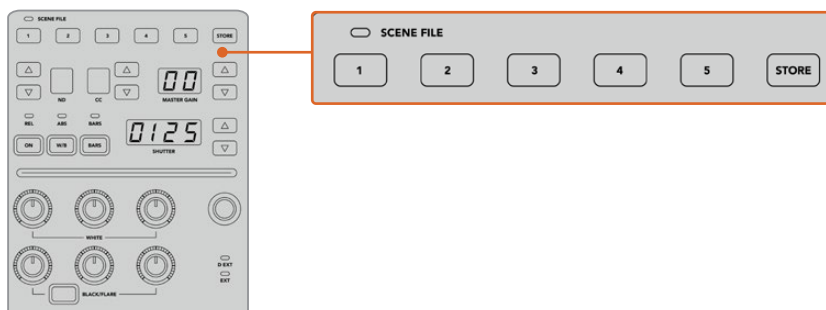 SCENE FILE
1 2 3 4 5 STORE
ND CC 00 MASTER GAIN
REL ABS BARS
ON W/B BARS 0125 SHUTTER
WHITE
D-EXT
EXT
BLACK/FLARE
SCENE FILE
1 2 3 4 5 STORE